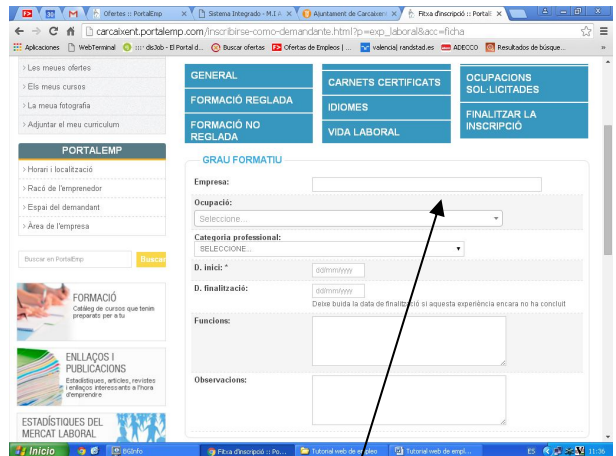 Ofertes :: PortalEmp
Sistema Integrado - M.I A
Ajuntament de Carcaixent
Fitxa d'inscripció :: Portal
carcaixent.portalemp.com/inscribirse-como-demandante.html?p=exp_laboral&acc=ficha
Aplicaciones
WebTerminal
::· disJob - El Portal d...
Buscar ofertas
Ofertas de Empleos | ...
valencia| randstad.es
ADECCO
Resultados de búsque...
»
> Les meues ofertes
> Els meus cursos
> La meua fotografia
> Adjuntar el meu curriculum
PORTALEMP
> Horari i localització
> Racó de l'emprenedor
> Espai del demandant
> Àrea de l'empresa
Buscar en PortalEmp
Buscar
FORMACIÓ
Catàleg de cursos que tenim
preparats per a tu
ENLLAÇOS I
PUBLICACIONS
Estadístiques, articles, revistes
i enllaços interessants a l'hora
d'emprendre
ESTADÍSTIQUES DEL
MERCAT LABORAL
GENERAL
FORMACIÓ REGLADA
FORMACIÓ NO
REGLADA
CARNETS CERTIFICATS
IDIOMES
VIDA LABORAL
OCUPACIONS
SOL·LICITADES
FINALITZAR LA
INSCRIPCIÓ
GRAU FORMATIU
Empresa:
Ocupació:
Seleccione...
Categoria professional:
SELECCIONE...
D. inici: *
dd/mm/yyyy
D. finalització:
dd/mm/yyyy
Deixe buida la data de finalització si aquesta experiència encara no ha concluit
Funcions:
Observacions:
Inicio
BGInfo
Fitxa d'inscripció :: Po...
Tutorial web de empleo
Tutorial web de empl...
ES
11:36